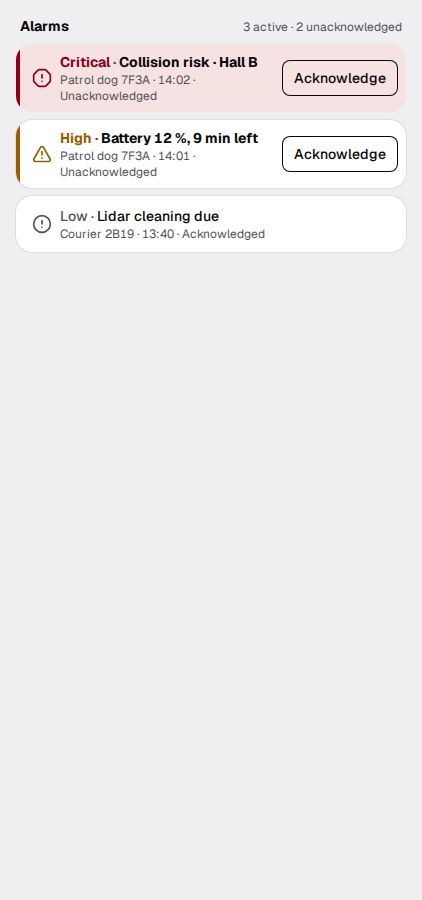 Alarms
3 active · 2 unacknowledged
Critical · Collision risk · Hall B
Patrol dog 7F3A · 14:02 ·
Unacknowledged
Acknowledge
High · Battery 12 %, 9 min left
Patrol dog 7F3A · 14:01 ·
Unacknowledged
Acknowledge
Low · Lidar cleaning due
Courier 2B19 · 13:40 · Acknowledged